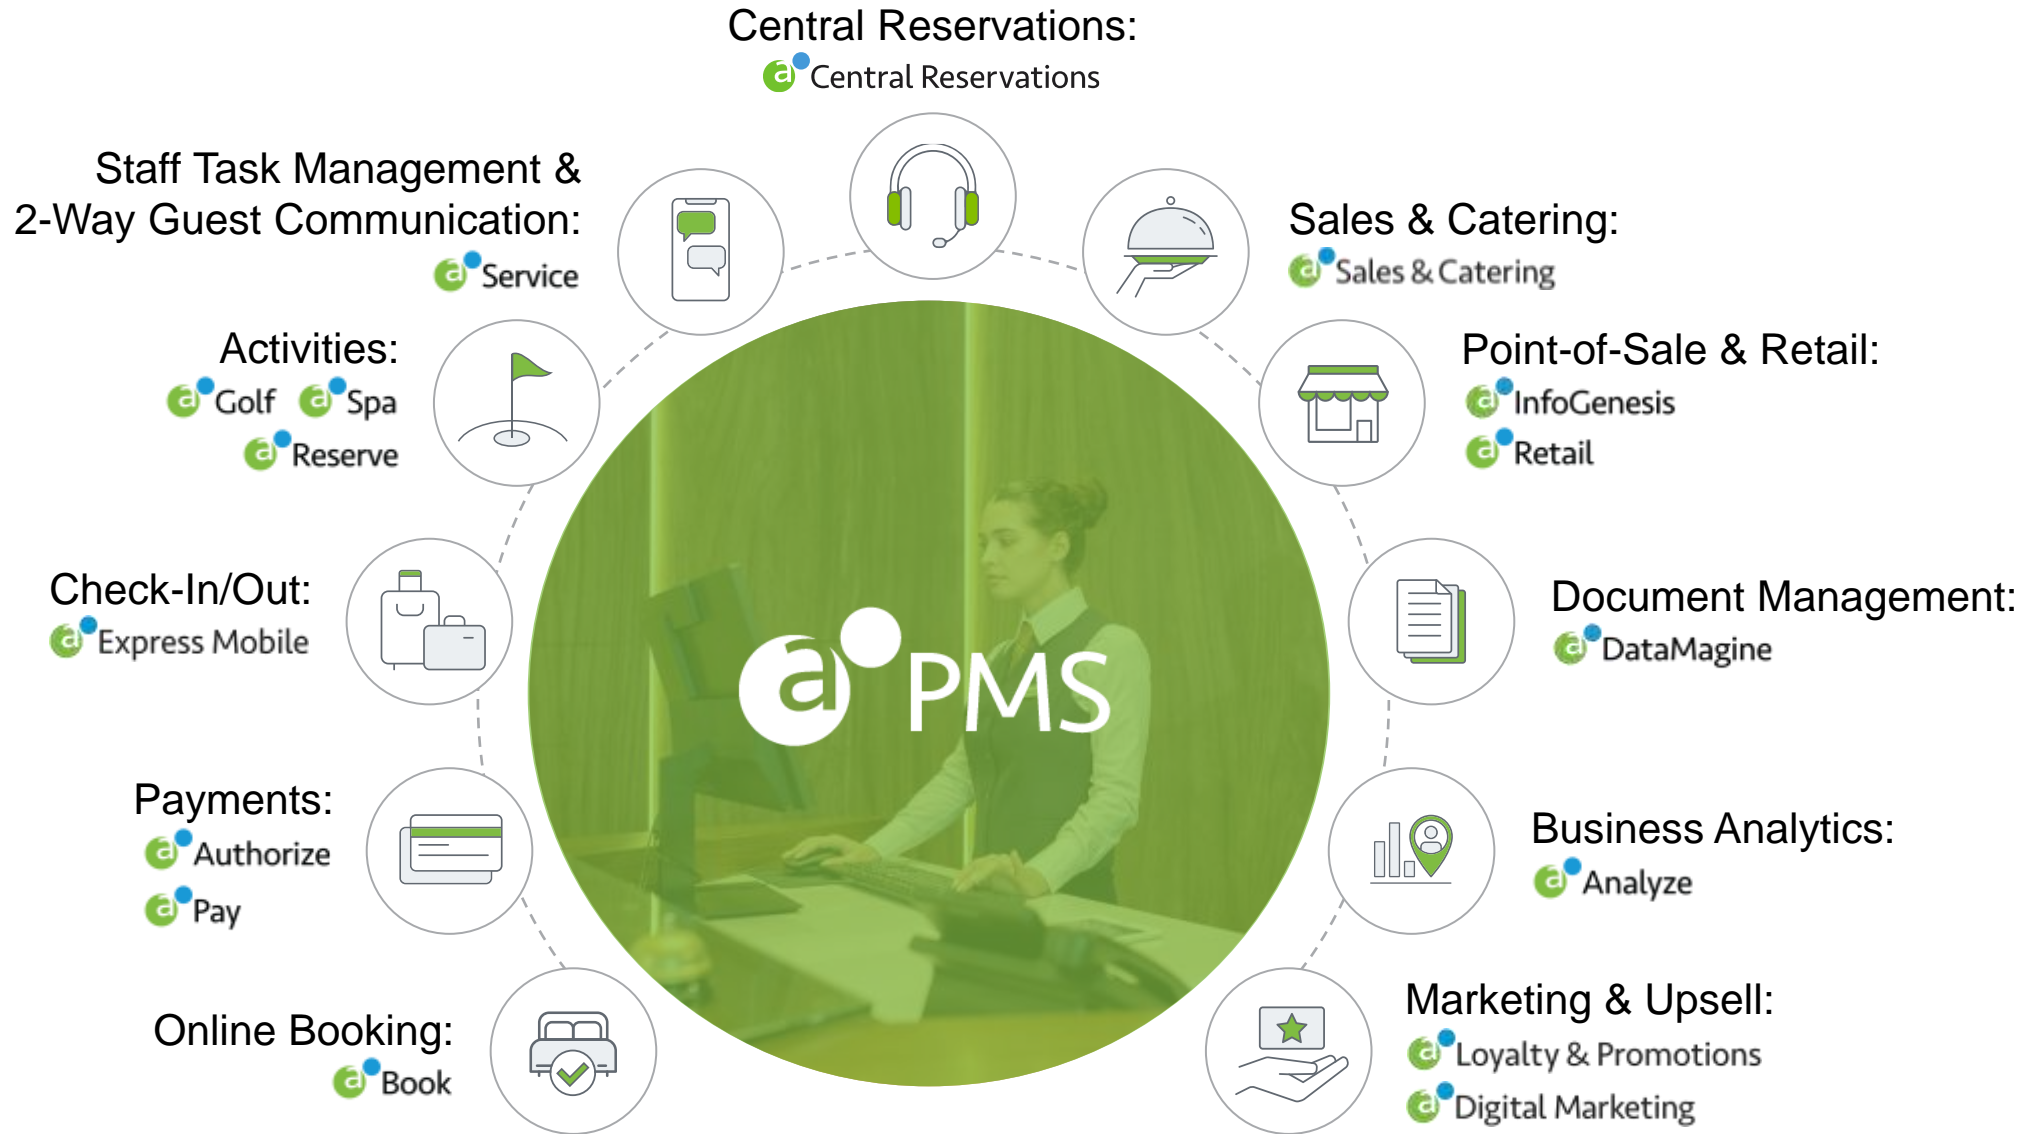 Central Reservations:
a Central Reservations
Staff Task Management &
2-Way Guest Communication:
a Service
Sales & Catering:
a Sales & Catering
Activities:
a Golf a Spa
a Reserve
Point-of-Sale & Retail:
a InfoGenesis
a Retail
Check-In/Out:
a Express Mobile
Document Management:
a DataMagine
a PMS
Payments:
a Authorize
a Pay
Business Analytics:
a Analyze
Online Booking:
a Book
Marketing & Upsell:
a Loyalty & Promotions
a Digital Marketing